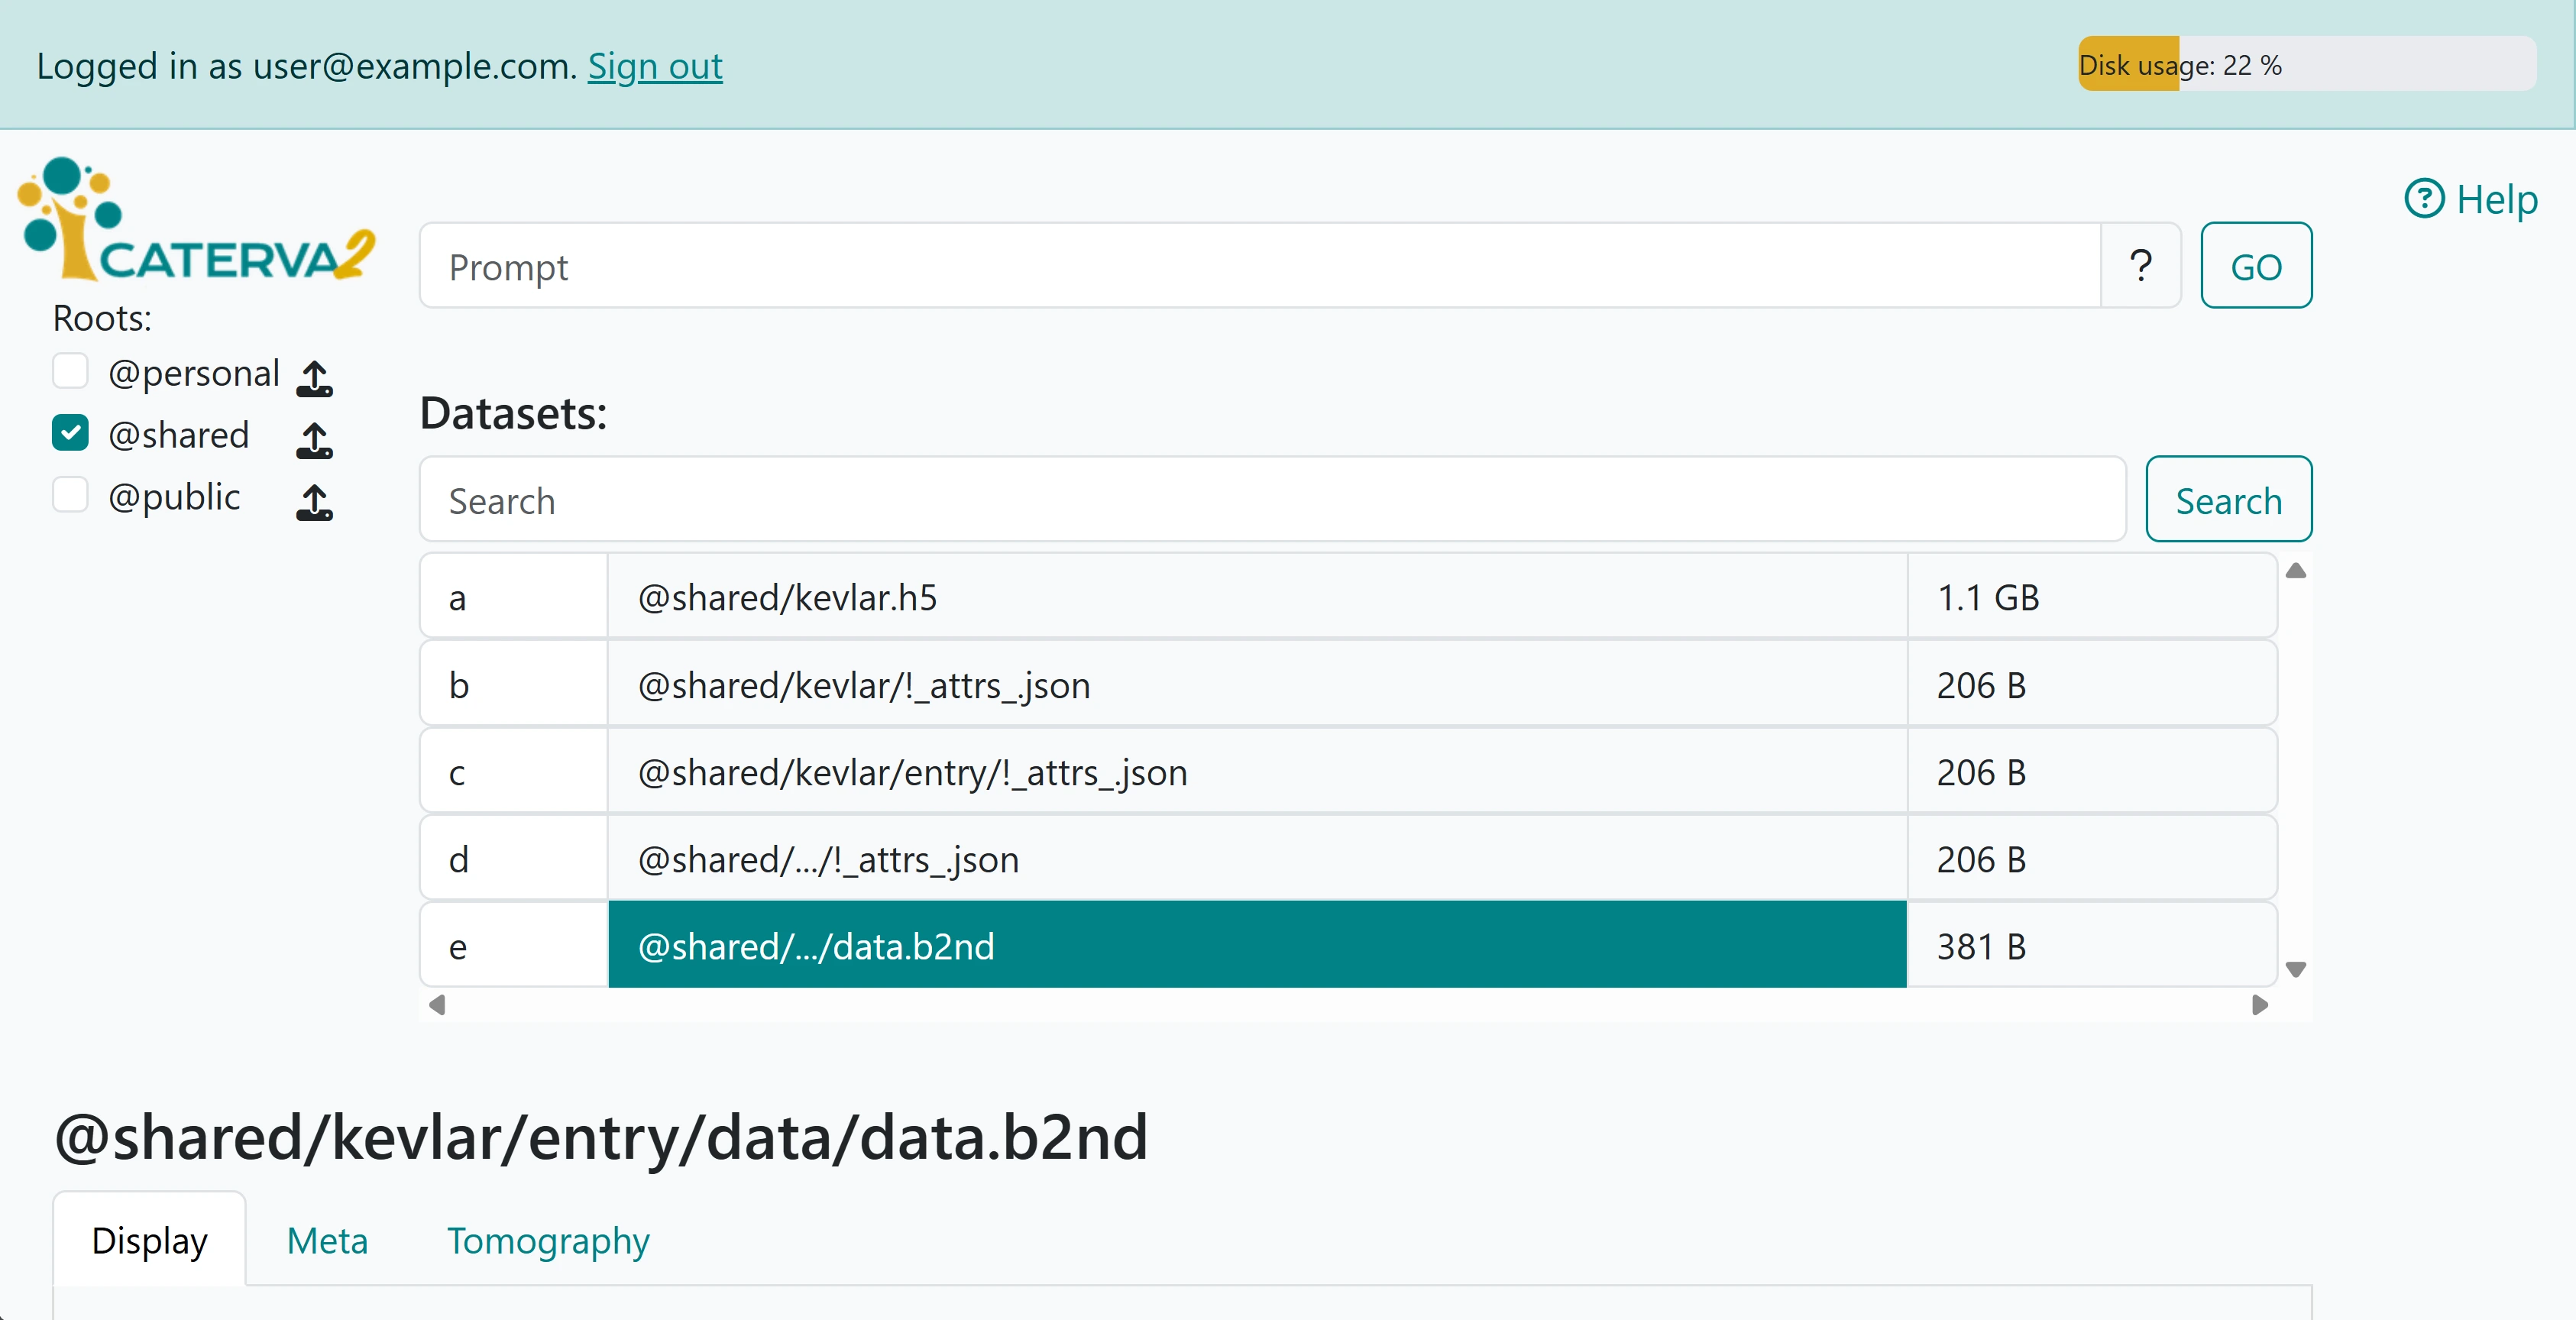 Logged in as user@example.com. Sign out
Disk usage: 22 %
CATERVA2
Help
Prompt
?
GO
Roots:
@personal
@shared
@public
Datasets:
Search
Search
a @shared/kevlar.h5 1.1 GB
b @shared/kevlar/!_attrs_.json 206 B
c @shared/kevlar/entry/!_attrs_.json 206 B
d @shared/.../!_attrs_.json 206 B
e @shared/.../data.b2nd 381 B
@shared/kevlar/entry/data/data.b2nd
Display Meta Tomography